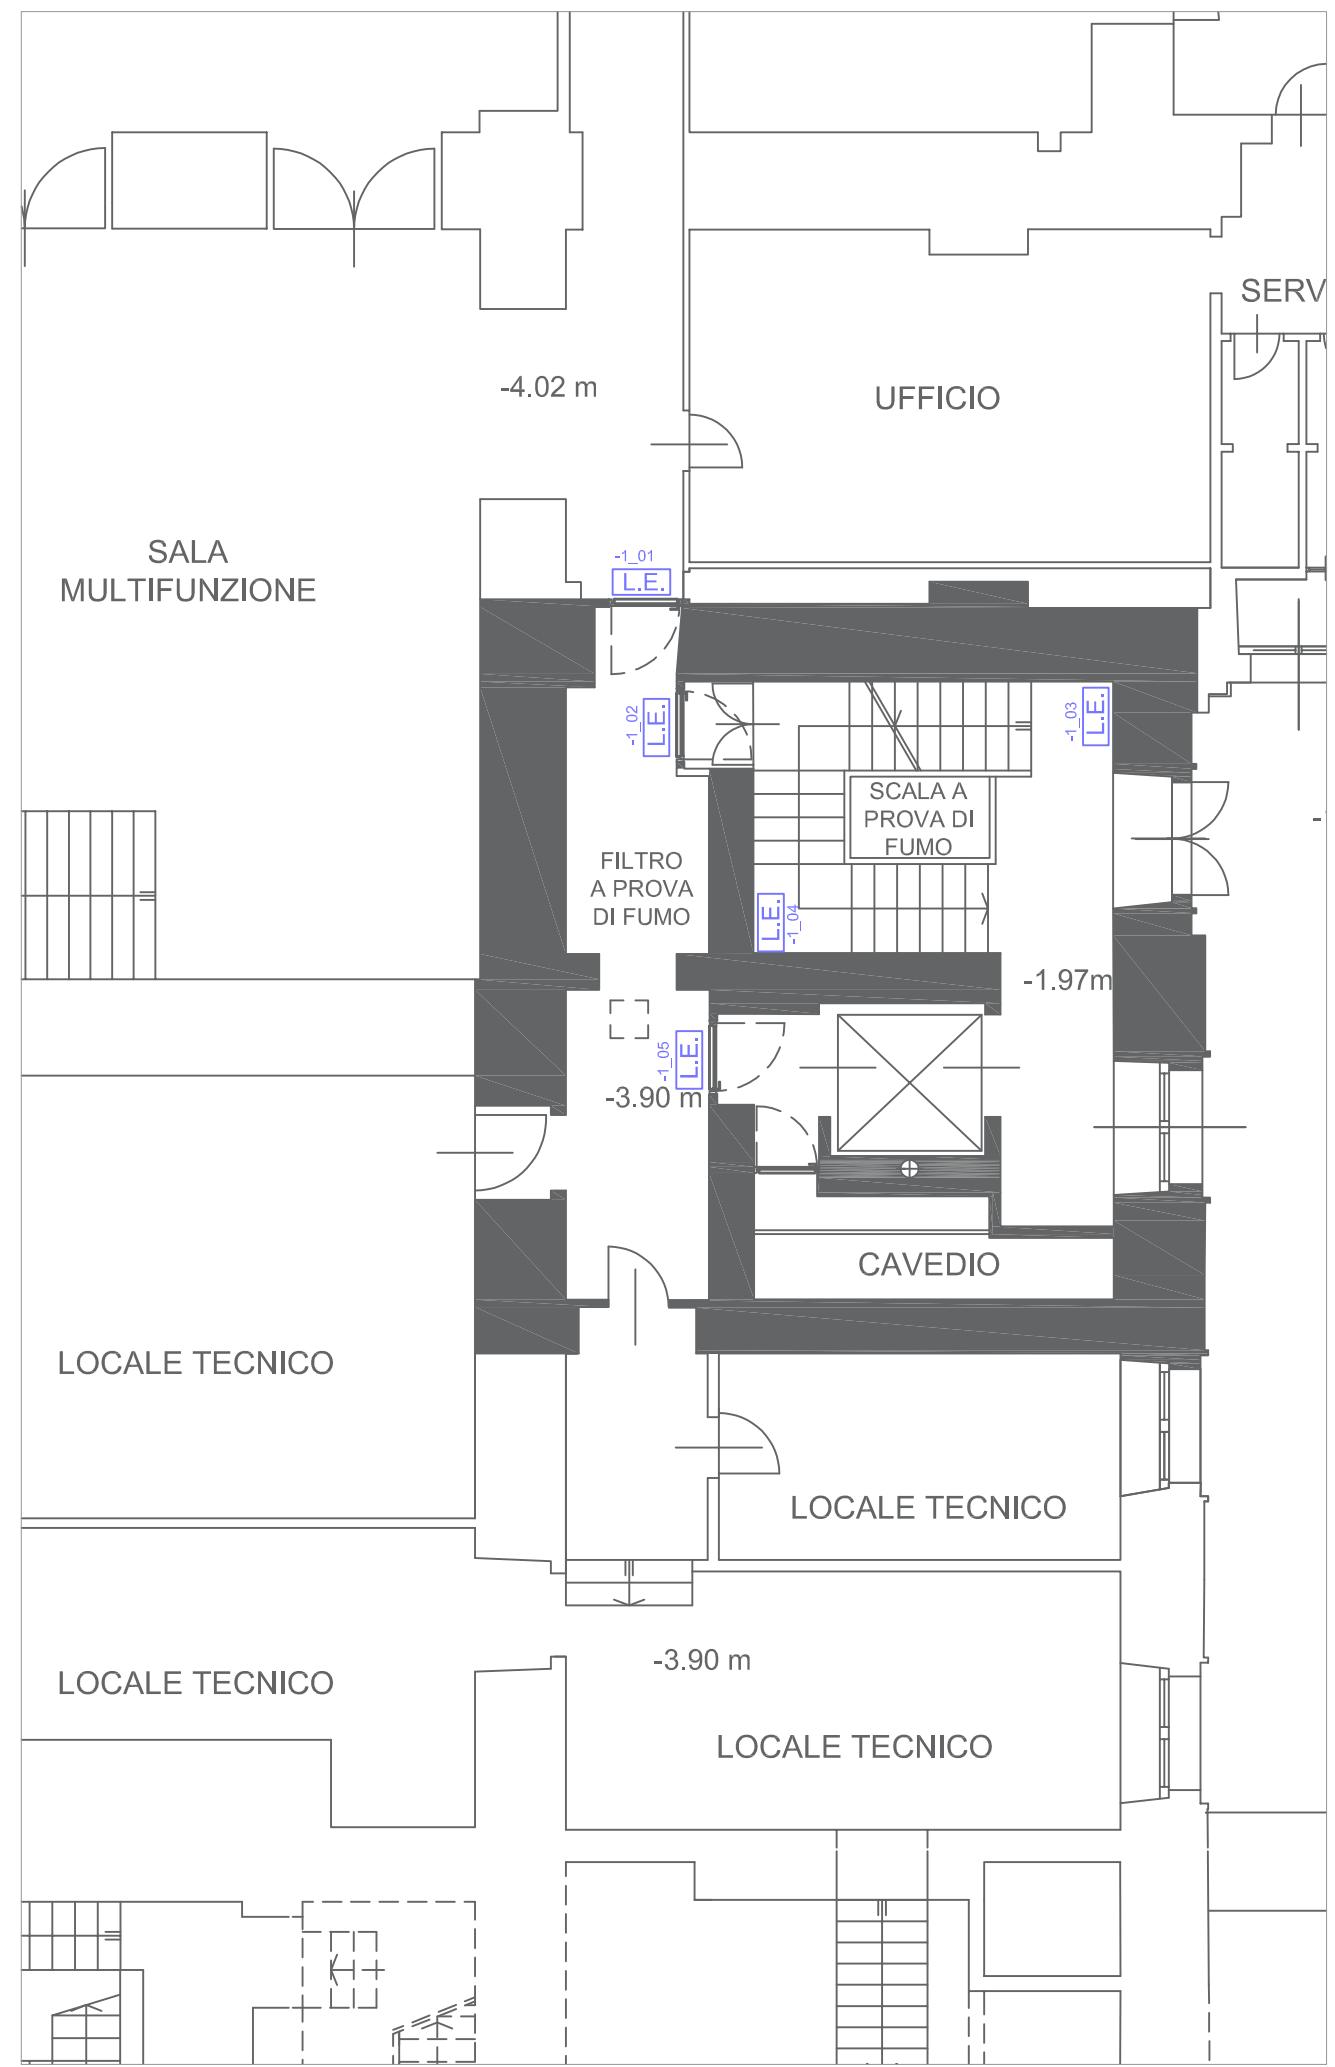 SERV
-4.02 m
UFFICIO
SALA
MULTIFUNZIONE
-1_01
L.E.
-1_02
L.E.
-1_03
L.E.
SCALA A
PROVA DI
FUMO
FILTRO
A PROVA
DI FUMO
L.E.
-1_04
-1.97m
-1_05
L.E.
-3.90 m
CAVEDIO
LOCALE TECNICO
LOCALE TECNICO
-3.90 m
LOCALE TECNICO
LOCALE TECNICO